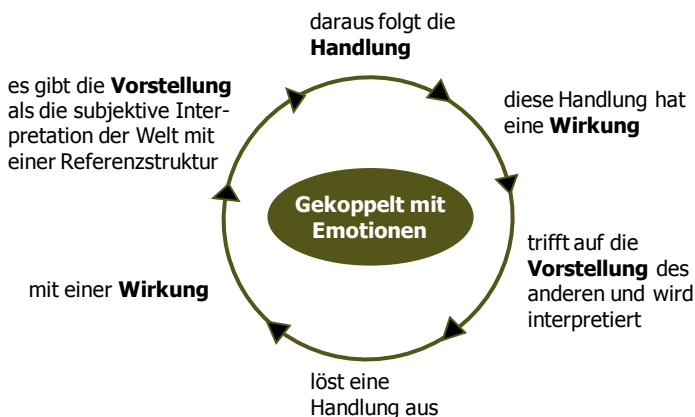 daraus folgt die
Handlung
es gibt die Vorstellung
als die subjektive Inter-
pretation der Welt mit
einer Referenzstruktur
diese Handlung hat
eine Wirkung
Gekoppelt mit
Emotionen
trifft auf die
Vorstellung des
anderen und wird
interpretiert
mit einer Wirkung
löst eine
Handlung aus